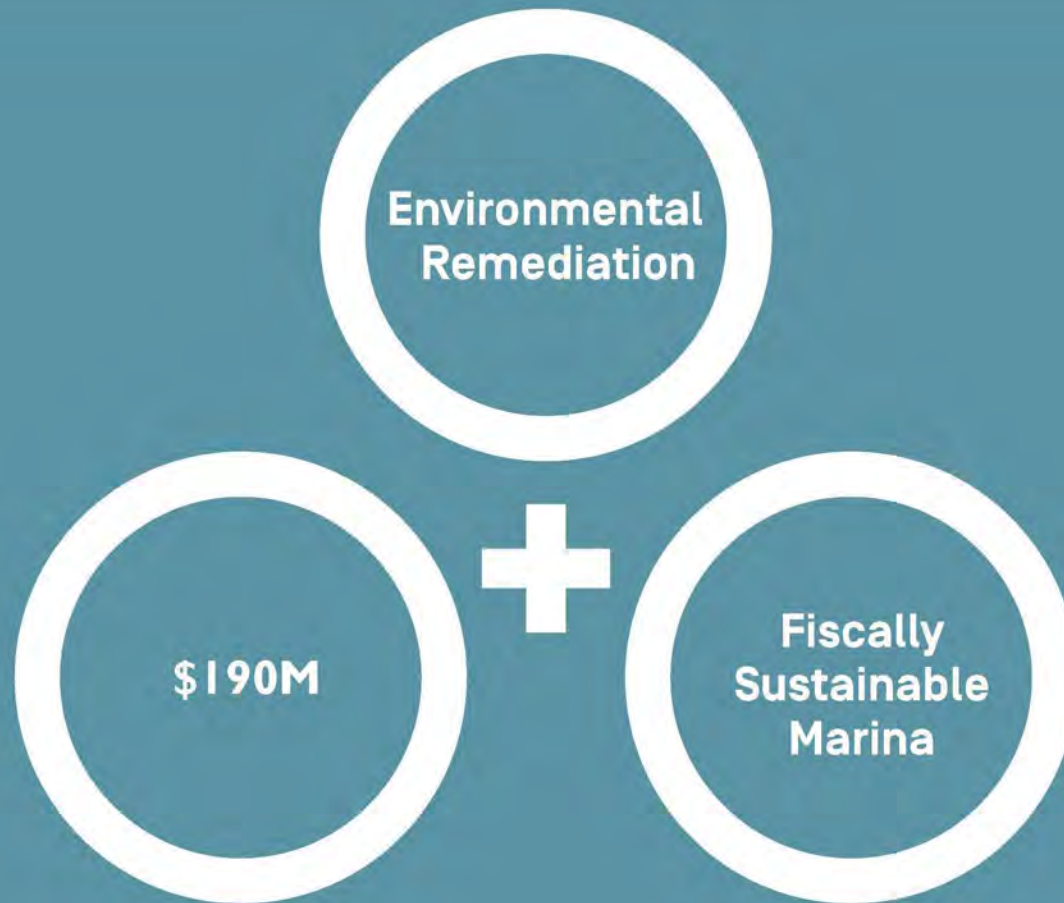 Environmental
Remediation
$190M
Fiscally
Sustainable
Marina